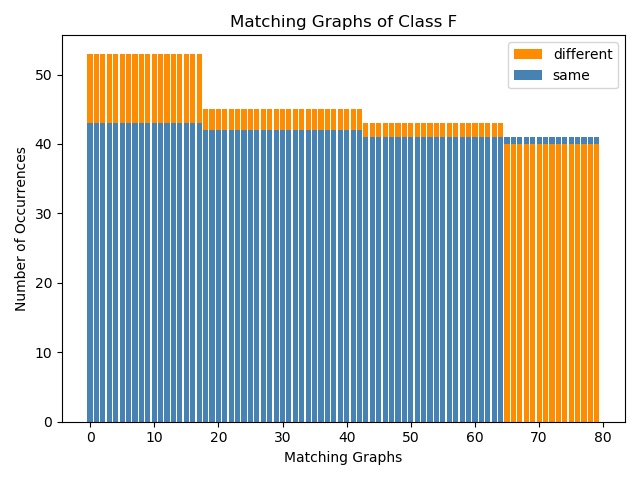 Matching Graphs of Class F
different
same
Number of Occurrences
50
40
30
20
10
0
0 10 20 30 40 50 60 70 80
Matching Graphs